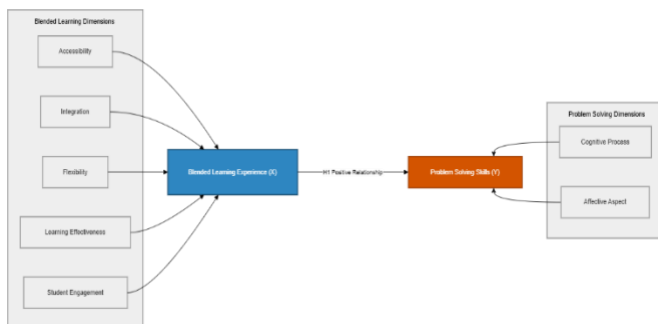 Blended Learning Dimensions
Accessibility
Integration
Flexibility
Learning Effectiveness
Student Engagement
Blended Learning Experience (X)
H1 Positive Relationship
Problem Solving Skills (Y)
Problem Solving Dimensions
Cognitive Process
Affective Aspect